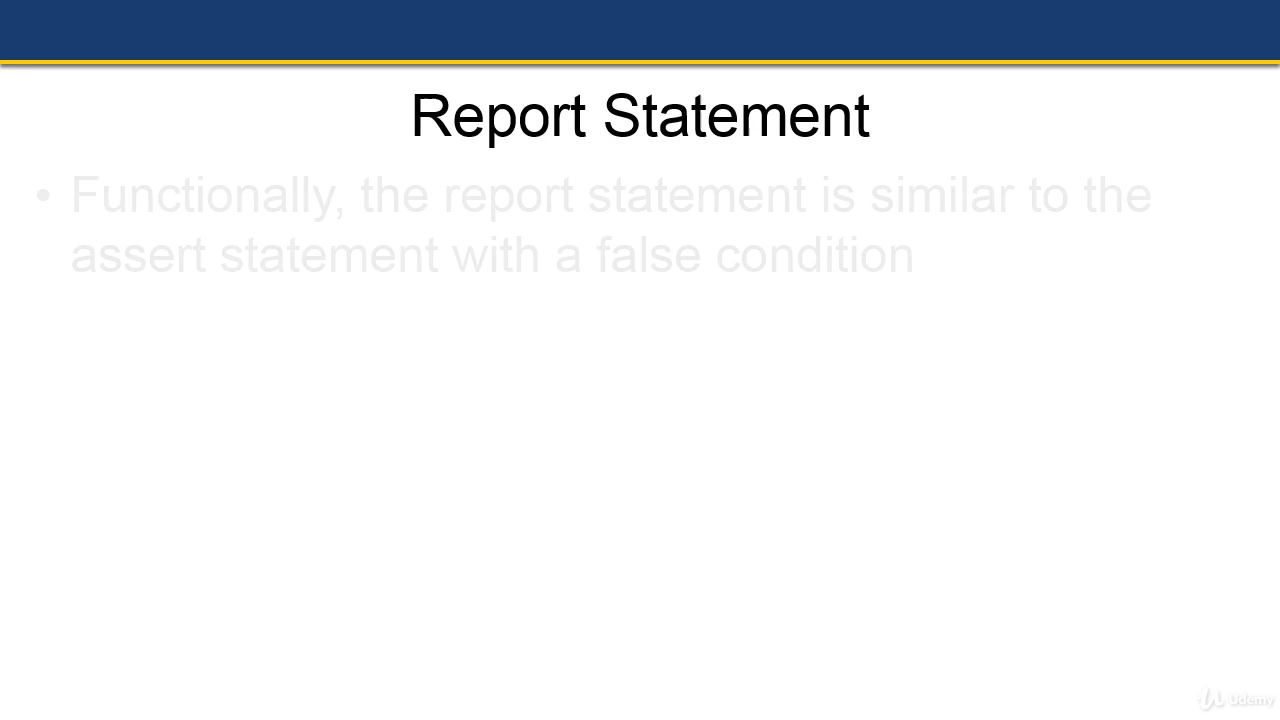 Report Statement
• Functionally, the report statement is similar to the
assert statement with a false condition
Udemy